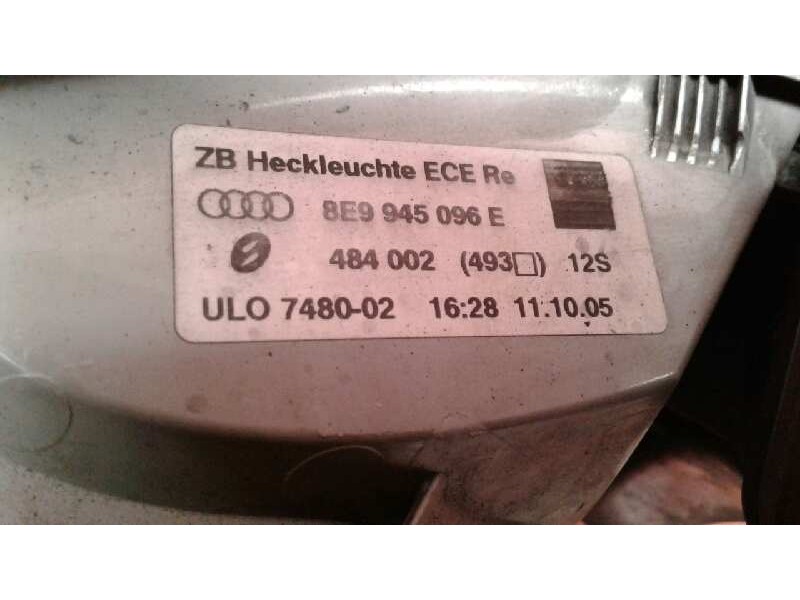 ZB Heckleuchte ECE Re
8E9 945 096 E
484 002 (493□) 12S
ULO 7480-02 16:28 11.10.05